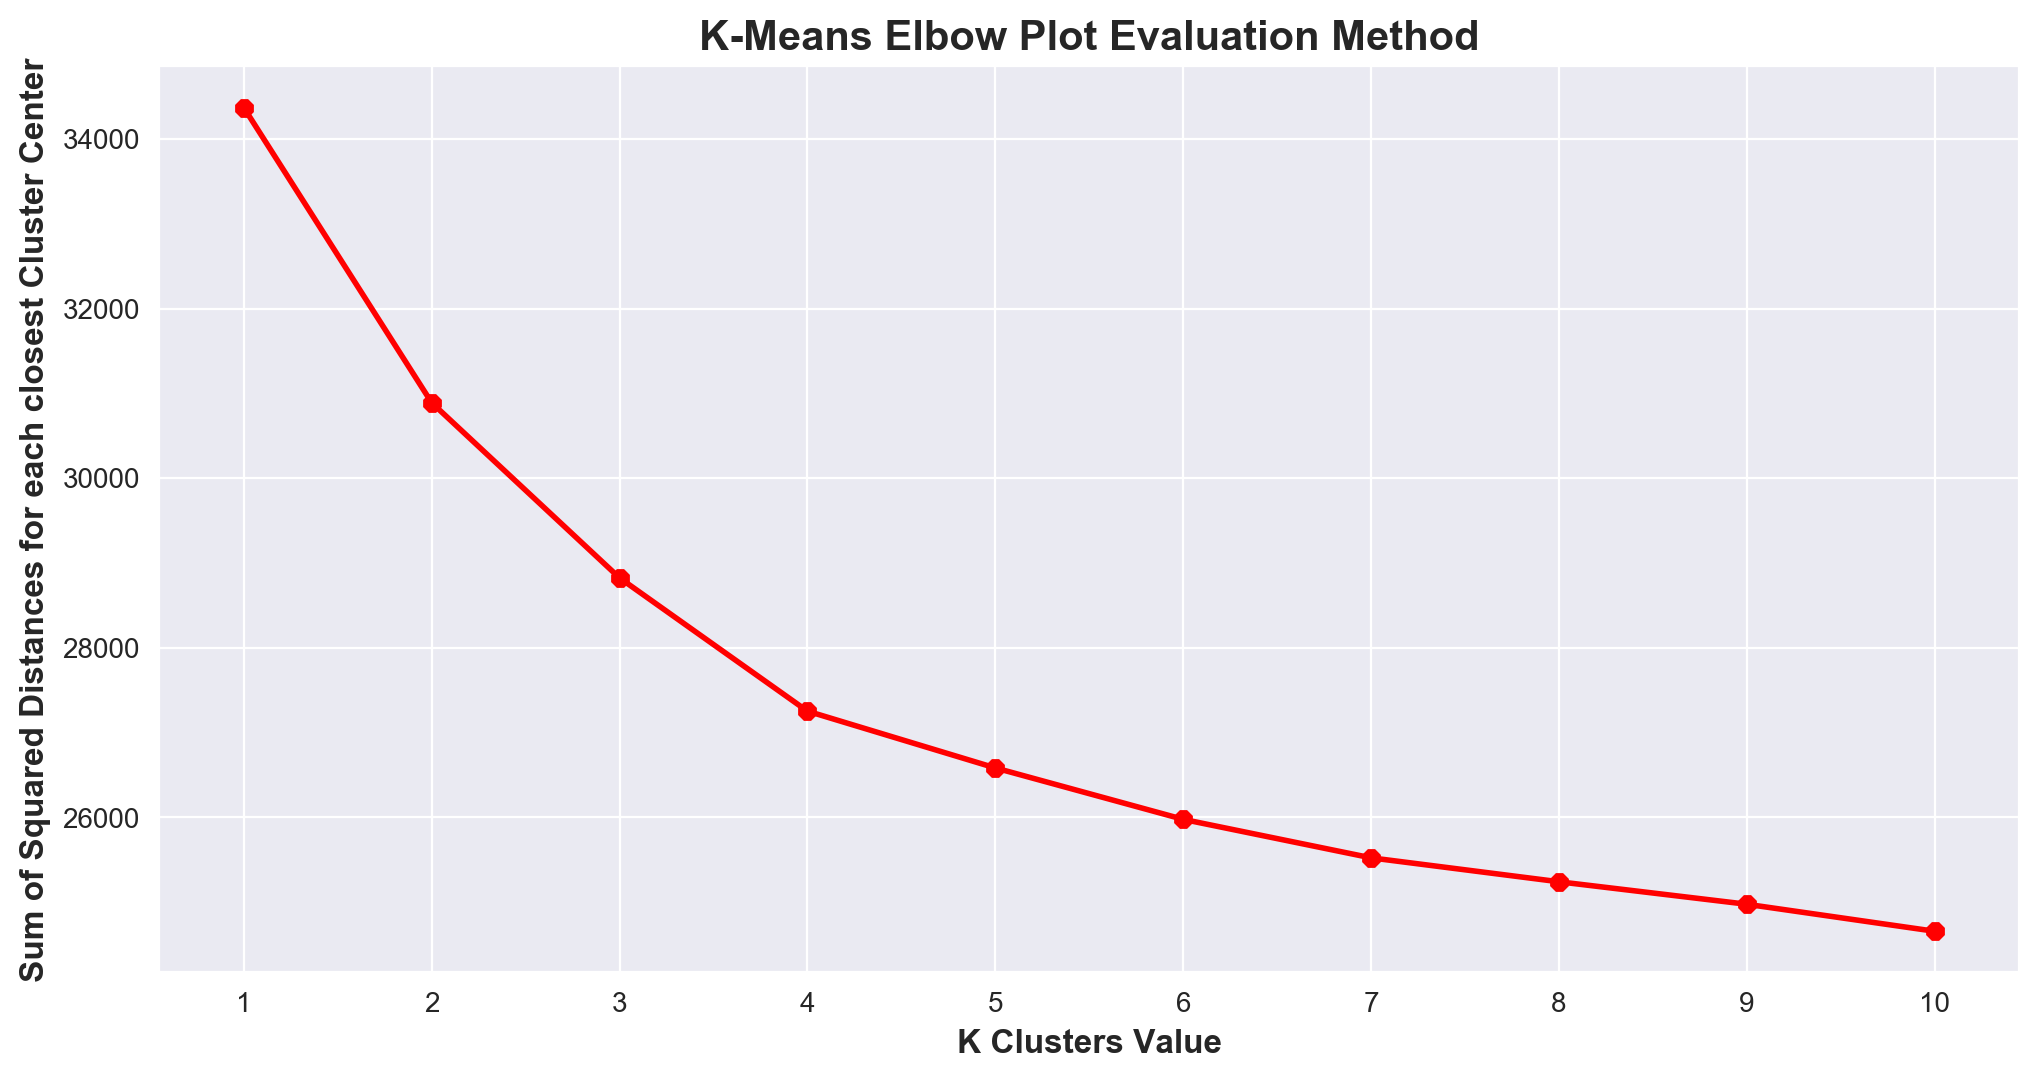 K-Means Elbow Plot Evaluation Method
Sum of Squared Distances for each closest Cluster Center
34000
32000
30000
28000
26000
1 2 3 4 5 6 7 8 9 10
K Clusters Value